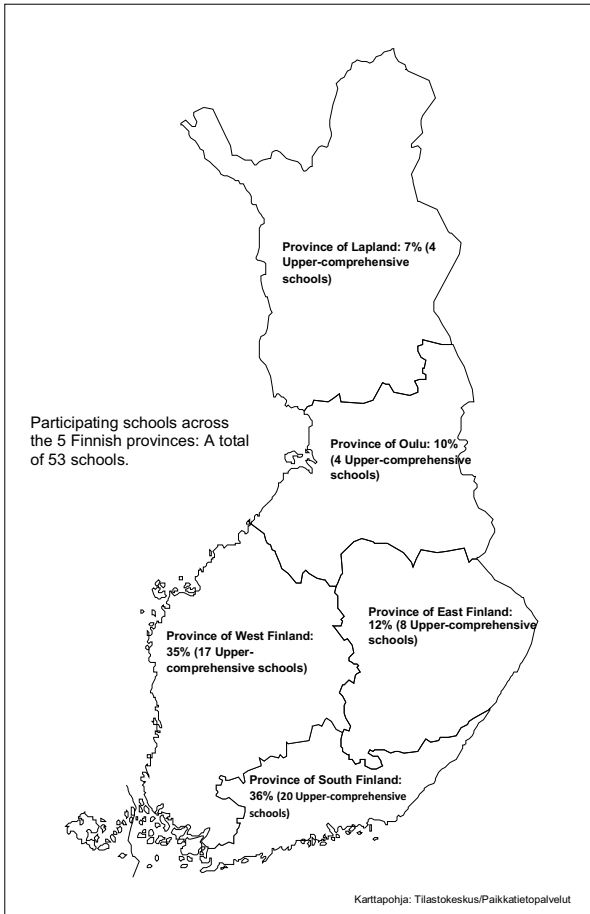 Province of Lapland: 7% (4
Upper-comprehensive
schools)
Participating schools across
the 5 Finnish provinces: A total
of 53 schools.
Province of Oulu: 10%
(4 Upper-comprehensive
schools)
Province of East Finland:
12% (8 Upper-comprehensive
schools)
Province of West Finland:
35% (17 Upper-
comprehensive schools)
Province of South Finland:
36% (20 Upper-comprehensive
schools)
Karttapohja: Tilastokeskus/Paikkatietopalvelut